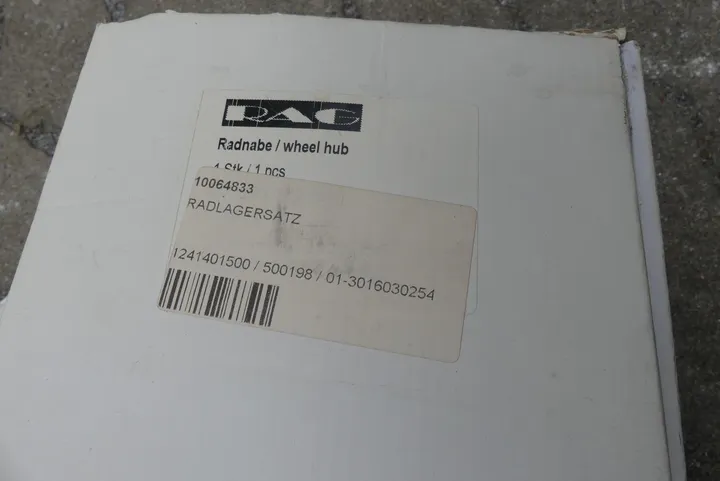 RAG
Radnabe / wheel hub
1 Stk / 1 pcs
10064833
RADLAGERSATZ
1241401500 / 500198 / 01-3016030254